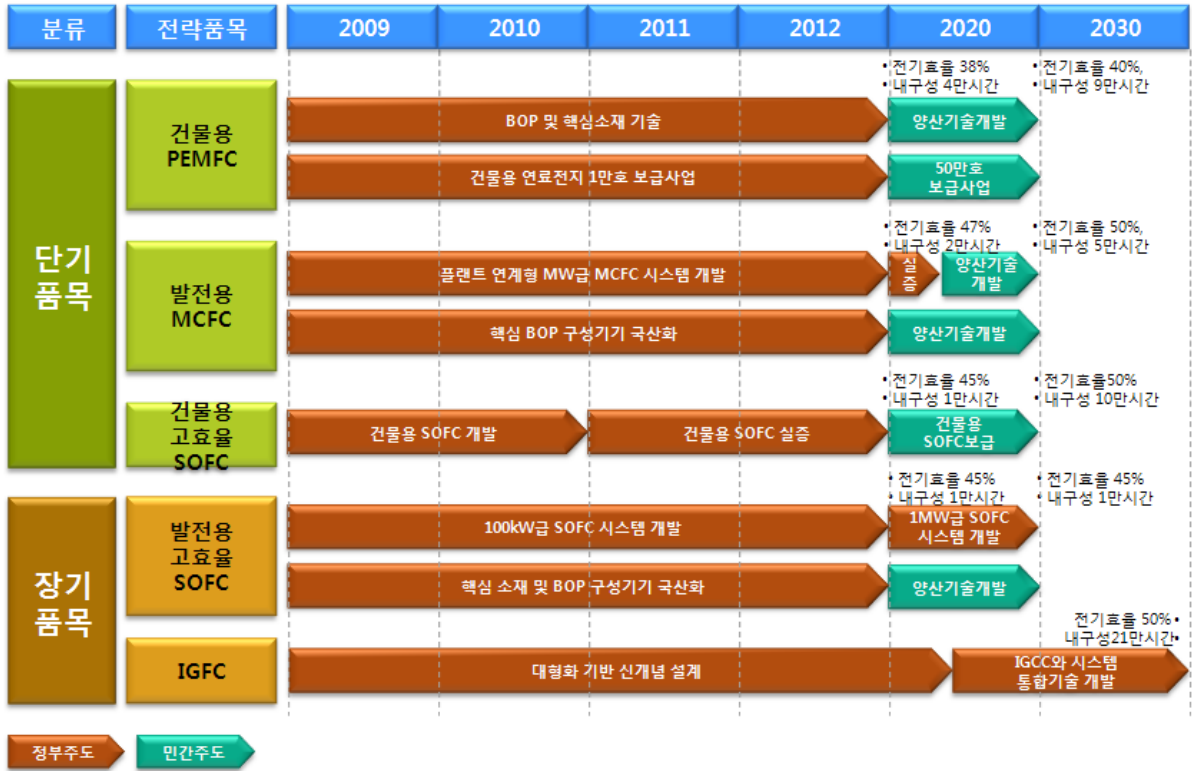 분류
전략품목
2009
2010
2011
2012
2020
2030
단기
품목
건물용
PEMFC
• 전기효율 38%
• 내구성 4만시간
• 전기효율 40%,
• 내구성 9만시간
BOP 및 핵심소재 기술
양산기술개발
건물용 연료전지 1만호 보급사업
50만호
보급사업
발전용
MCFC
• 전기효율 47%
• 내구성 2만시간
• 전기효율 50%,
• 내구성 5만시간
플랜트 연계형 MW급 MCFC 시스템 개발
실
증
양산기술
개발
핵심 BOP 구성기기 국산화
양산기술개발
건물용
고효율
SOFC
• 전기효율 45%
• 내구성 1만시간
• 전기효율50%
• 내구성 10만시간
건물용 SOFC 개발
건물용 SOFC 실증
건물용
SOFC보급
장기
품목
발전용
고효율
SOFC
• 전기효율 45%
• 내구성 1만시간
• 전기효율 45%
• 내구성 1만시간
100kW급 SOFC 시스템 개발
1MW급 SOFC
시스템 개발
핵심 소재 및 BOP 구성기기 국산화
양산기술개발
IGFC
전기효율 50% •
내구성21만시간•
대형화 기반 신개념 설계
IGCC와 시스템
통합기술 개발
정부주도
민간주도